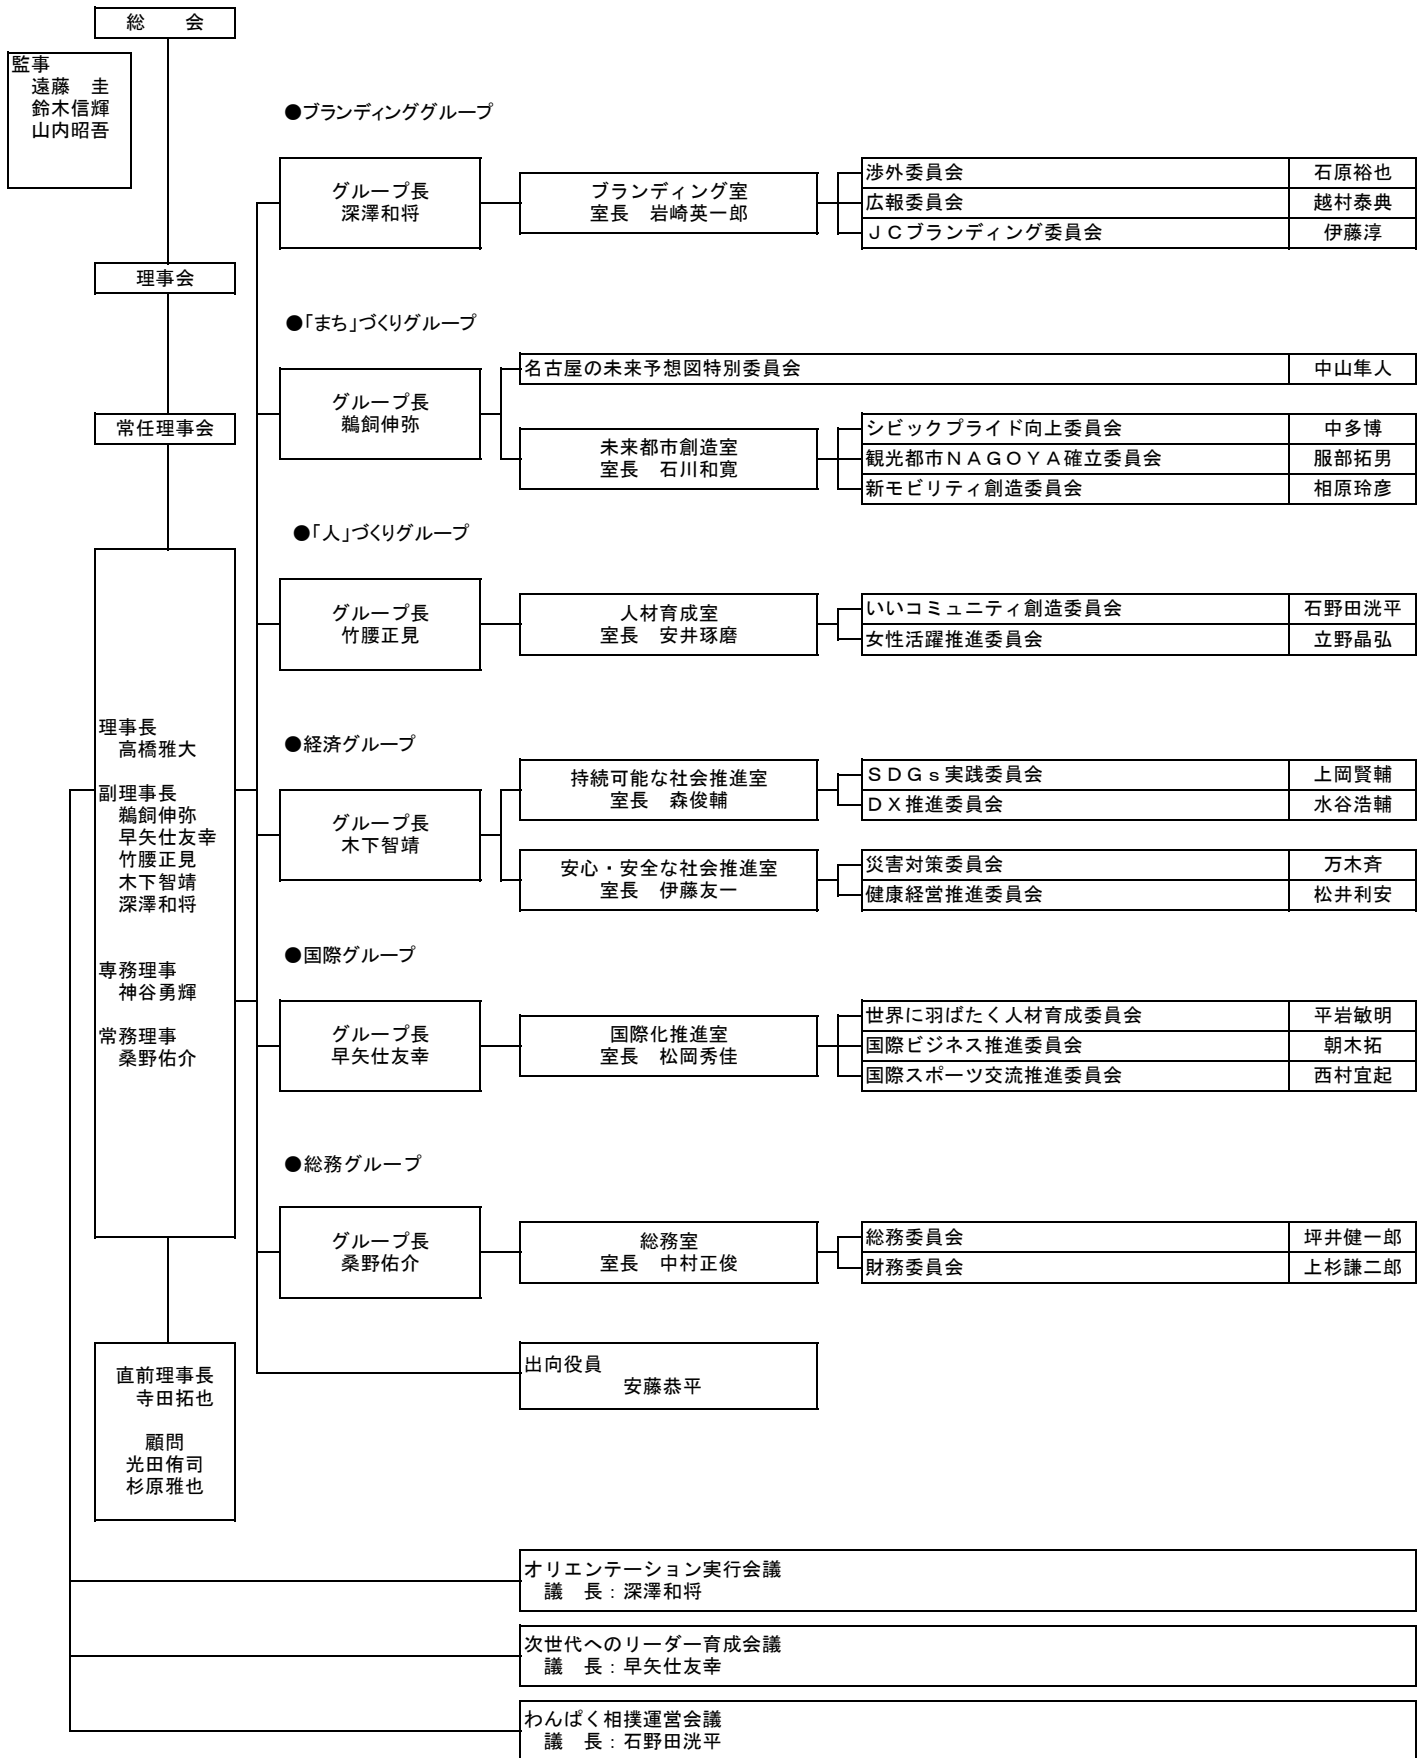 総　　会
監事
遠藤　圭
鈴木信輝
山内昭吾
理事会
常任理事会
理事長
高橋雅大
副理事長
鵜飼伸弥
早矢仕友幸
竹腰正見
木下智靖
深澤和将
専務理事
神谷勇輝
常務理事
桑野佑介
直前理事長
寺田拓也
顧問
光田侑司
杉原雅也
●ブランディンググループ
グループ長
深澤和将
ブランディング室
室長　岩崎英一郎
渉外委員会　石原裕也
広報委員会　越村泰典
ＪＣブランディング委員会　伊藤淳
●「まち」づくりグループ
グループ長
鵜飼伸弥
名古屋の未来予想図特別委員会　中山隼人
未来都市創造室
室長　石川和寛
シビックプライド向上委員会　中多博
観光都市ＮＡＧＯＹＡ確立委員会　服部拓男
新モビリティ創造委員会　相原玲彦
●「人」づくりグループ
グループ長
竹腰正見
人材育成室
室長　安井琢磨
いいコミュニティ創造委員会　石野田洸平
女性活躍推進委員会　立野晶弘
●経済グループ
グループ長
木下智靖
持続可能な社会推進室
室長　森俊輔
ＳＤＧｓ実践委員会　上岡賢輔
ＤＸ推進委員会　水谷浩輔
安心・安全な社会推進室
室長　伊藤友一
災害対策委員会　万木斉
健康経営推進委員会　松井利安
●国際グループ
グループ長
早矢仕友幸
国際化推進室
室長　松岡秀佳
世界に羽ばたく人材育成委員会　平岩敏明
国際ビジネス推進委員会　朝木拓
国際スポーツ交流推進委員会　西村宜起
●総務グループ
グループ長
桑野佑介
総務室
室長　中村正俊
総務委員会　坪井健一郎
財務委員会　上杉謙二郎
出向役員
安藤恭平
オリエンテーション実行会議
議　長：深澤和将
次世代へのリーダー育成会議
議　長：早矢仕友幸
わんぱく相撲運営会議
議　長：石野田洸平